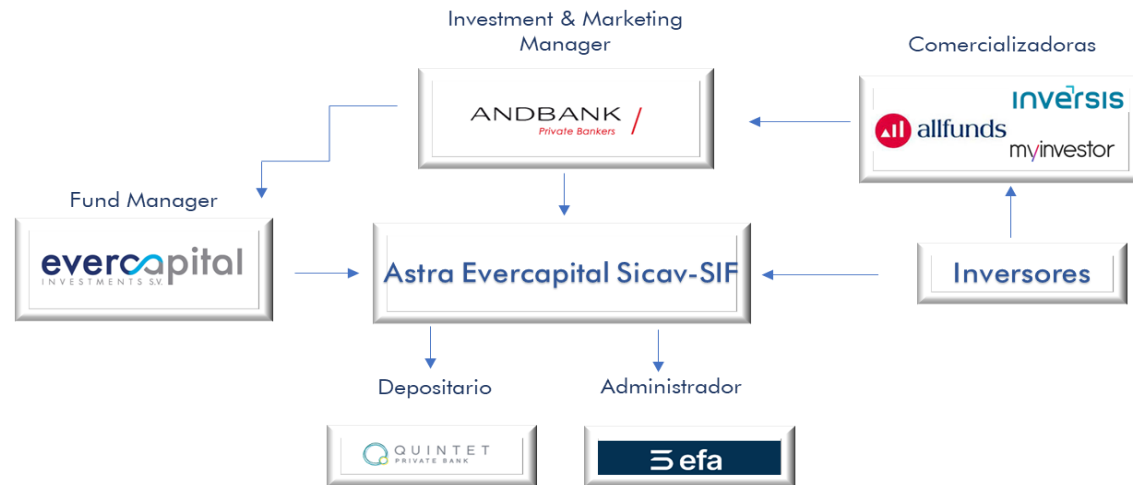 Investment & Marketing
Manager
Comercializadoras
ANDBANK
Private Bankers
inversis
allfunds
myinvestor
Fund Manager
evercapital
INVESTMENTS S.V.
Astra Evercapital Sicav-SIF
Inversores
Depositario
Administrador
QUINTET
PRIVATE BANK
efa